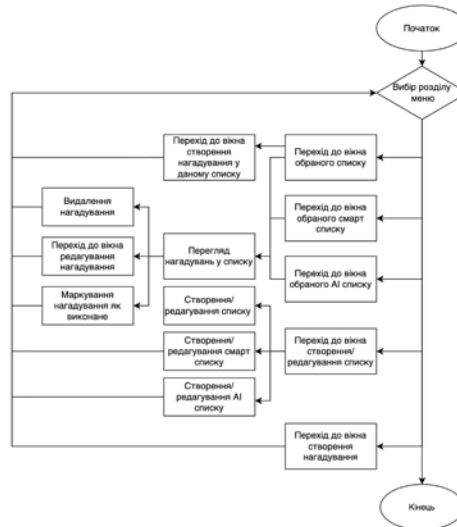 Початок
Вибір розділу
меню
Перехід до вікна
створення
нагадування у
даному списку
Перехід до вікна
обраного списку
Видалення
нагадування
Перехід до вікна
обраного смарт
списку
Перехід до вікна
редагування
нагадування
Перегляд
нагадувань у списку
Перехід до вікна
обраного AI списку
Маркування
нагадування як
виконане
Створення/
редагування списку
Створення/
редагування смарт
списку
Перехід до вікна
створення/
редагування списку
Створення/
редагування AI
списку
Перехід до вікна
створення
нагадування
Кінець